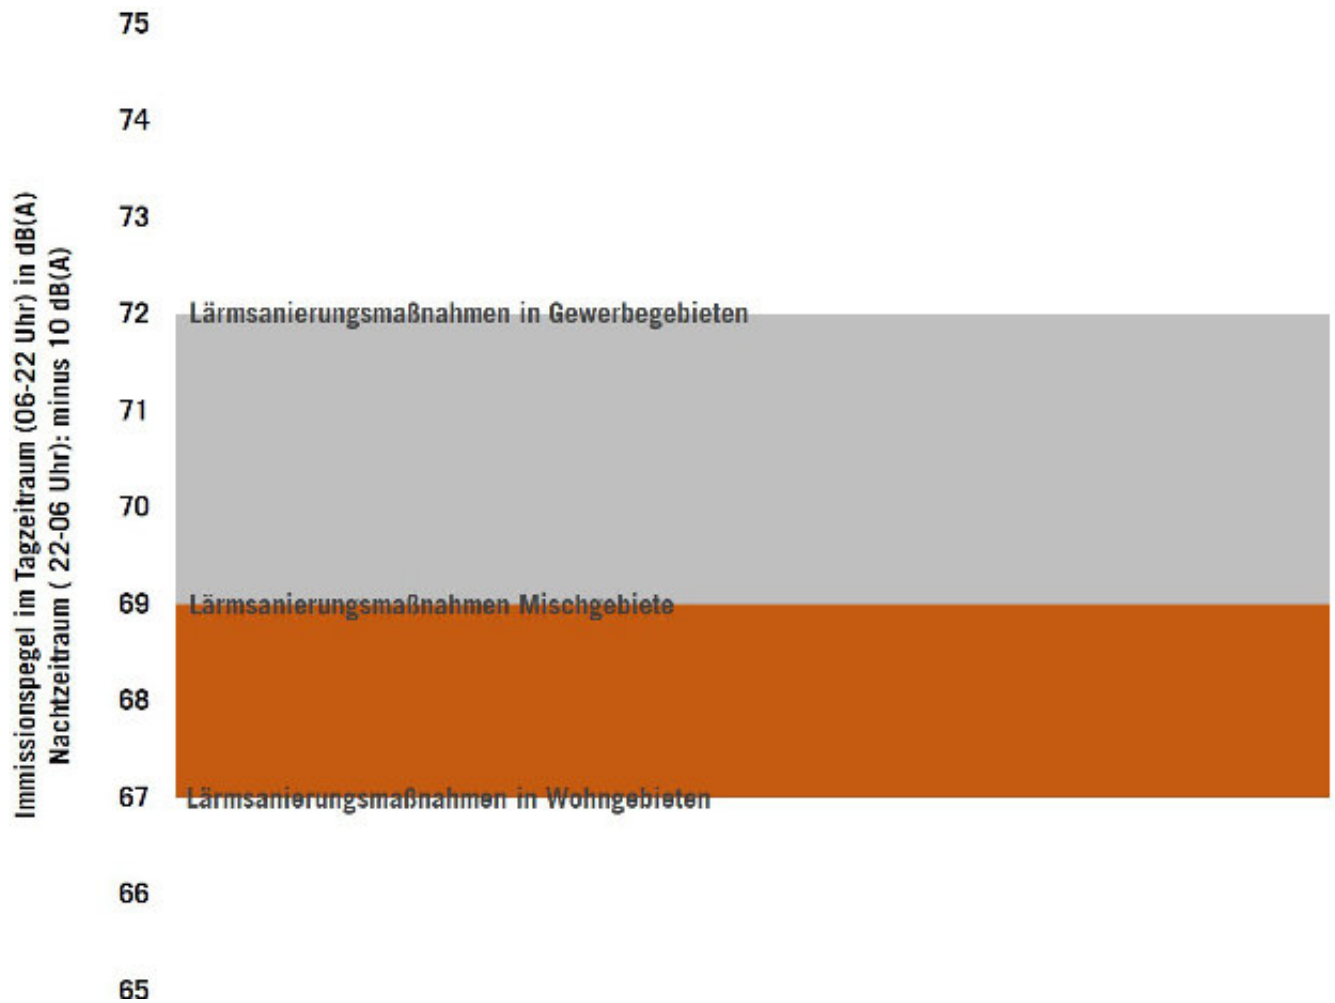 75
74
73
72
Lärmsanierungsmaßnahmen in Gewerbegebieten
71
70
69
Lärmsanierungsmaßnahmen Mischgebiete
68
67
Lärmsanierungsmaßnahmen in Wohngebieten
66
65
Immissionspegel im Tagzeitraum (06-22 Uhr) in dB(A)
Nachtzeitraum ( 22-06 Uhr): minus 10 dB(A)